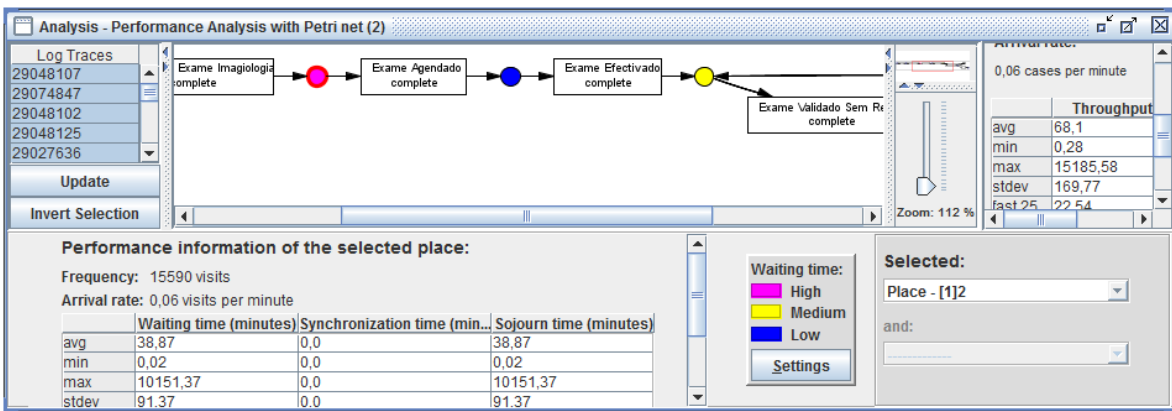 Analysis - Performance Analysis with Petri net (2)
Log Traces
29048107
29074847
29048102
29048125
29027636
Update
Invert Selection
Exame Imagiologia
complete
Exame Agendado
complete
Exame Efectivado
complete
Exame Validado Sem Re
complete
Zoom: 112 %
Arrival rate:
0,06 cases per minute
Throughput
avg 68,1
min 0,28
max 15185,58
stdev 169,77
fast 25 22,54
Performance information of the selected place:
Frequency: 15590 visits
Arrival rate: 0,06 visits per minute
Waiting time (minutes) Synchronization time (min... Sojourn time (minutes)
avg 38,87 0,0 38,87
min 0,02 0,0 0,02
max 10151,37 0,0 10151,37
stdev 91,37 0,0 91,37
Waiting time:
High
Medium
Low
Settings
Selected:
Place - [1]2
and:
-------------